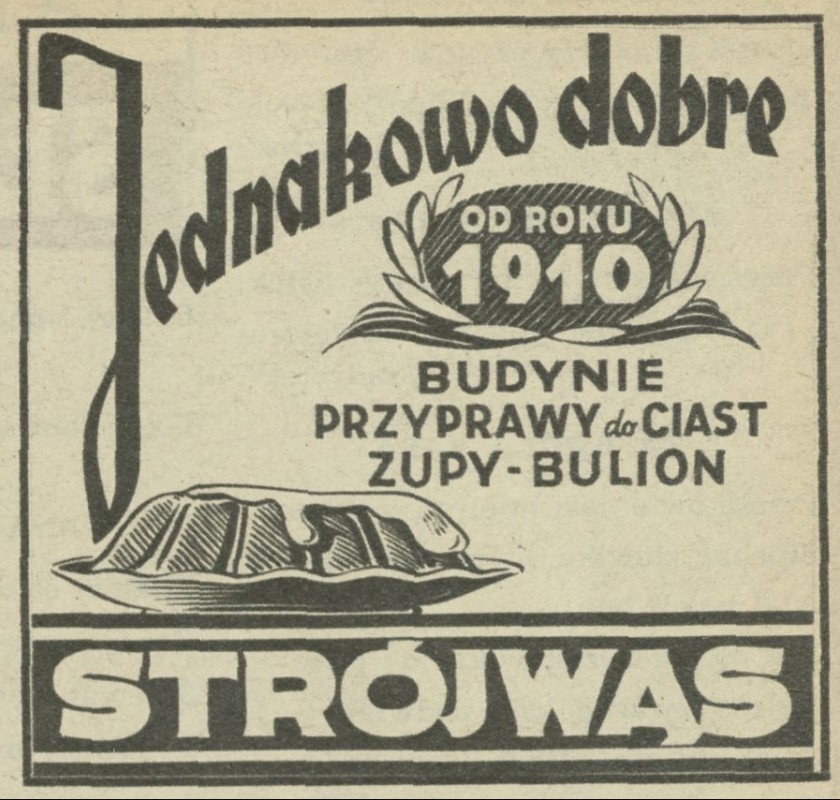 Jednakowo dobre
OD ROKU
1910
BUDYNIE
PRZYPRAWY do CIAST
ZUPY-BULION
STRÓJWĄS